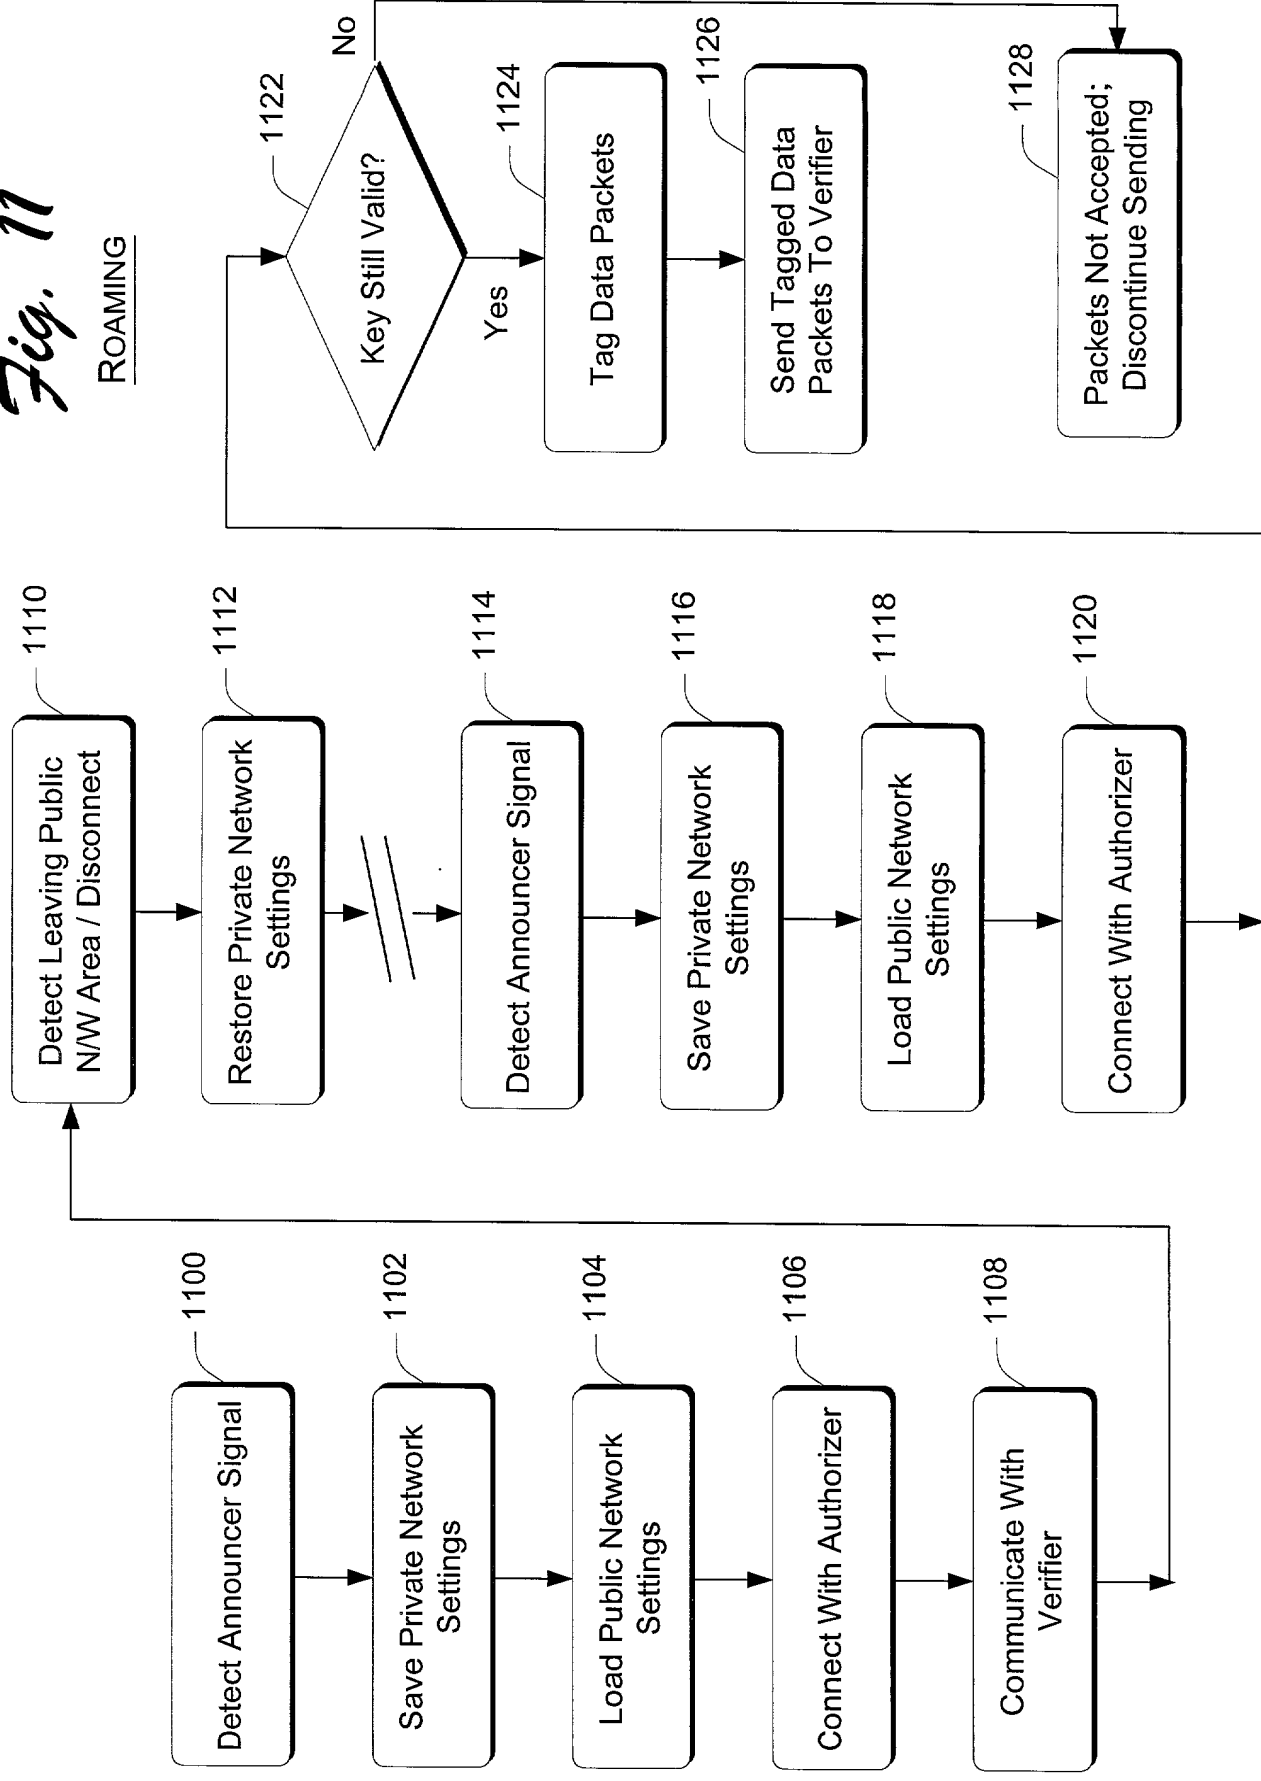 Fig. 11
ROAMING
1100
Detect Announcer Signal
1102
Save Private Network
Settings
1104
Load Public Network
Settings
1106
Connect With Authorizer
1108
Communicate With
Verifier
1110
Detect Leaving Public
N/W Area / Disconnect
1112
Restore Private Network
Settings
1114
Detect Announcer Signal
1116
Save Private Network
Settings
1118
Load Public Network
Settings
1120
Connect With Authorizer
1122
Key Still Valid?
No
Yes
1124
Tag Data Packets
1126
Send Tagged Data
Packets To Verifier
1128
Packets Not Accepted;
Discontinue Sending